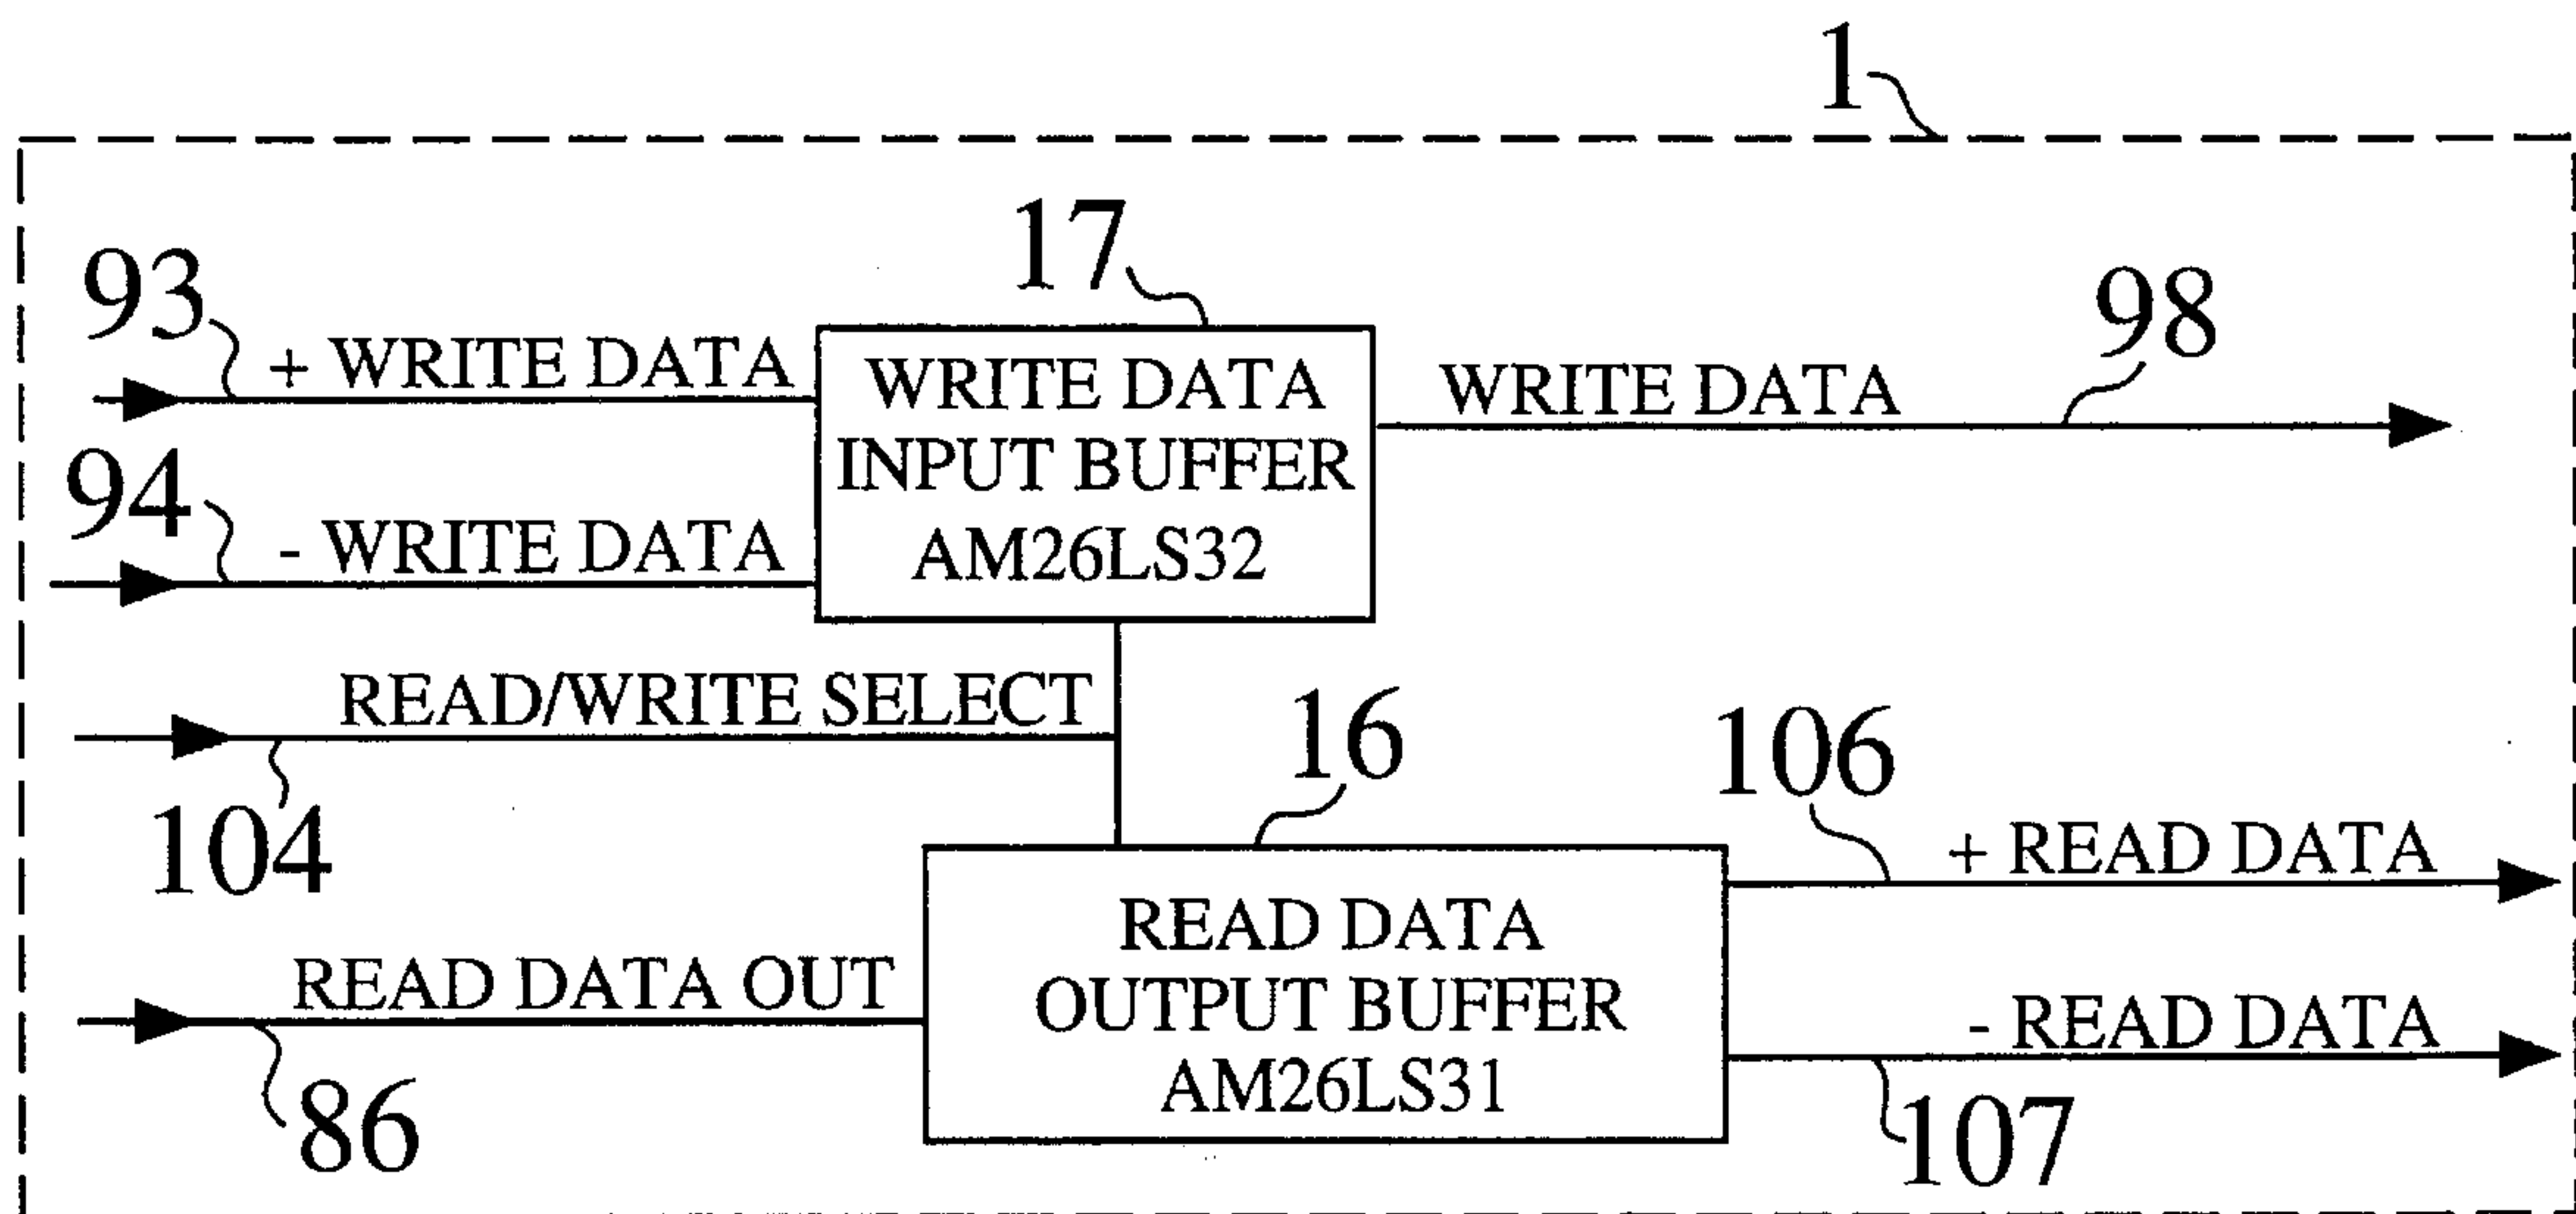 1
17
93
98
+ WRITE DATA
WRITE DATA
INPUT BUFFER
AM26LS32
WRITE DATA
94
- WRITE DATA
READ/WRITE SELECT
104
16
106
+ READ DATA
READ DATA OUT
READ DATA
OUTPUT BUFFER
AM26LS31
- READ DATA
86
107